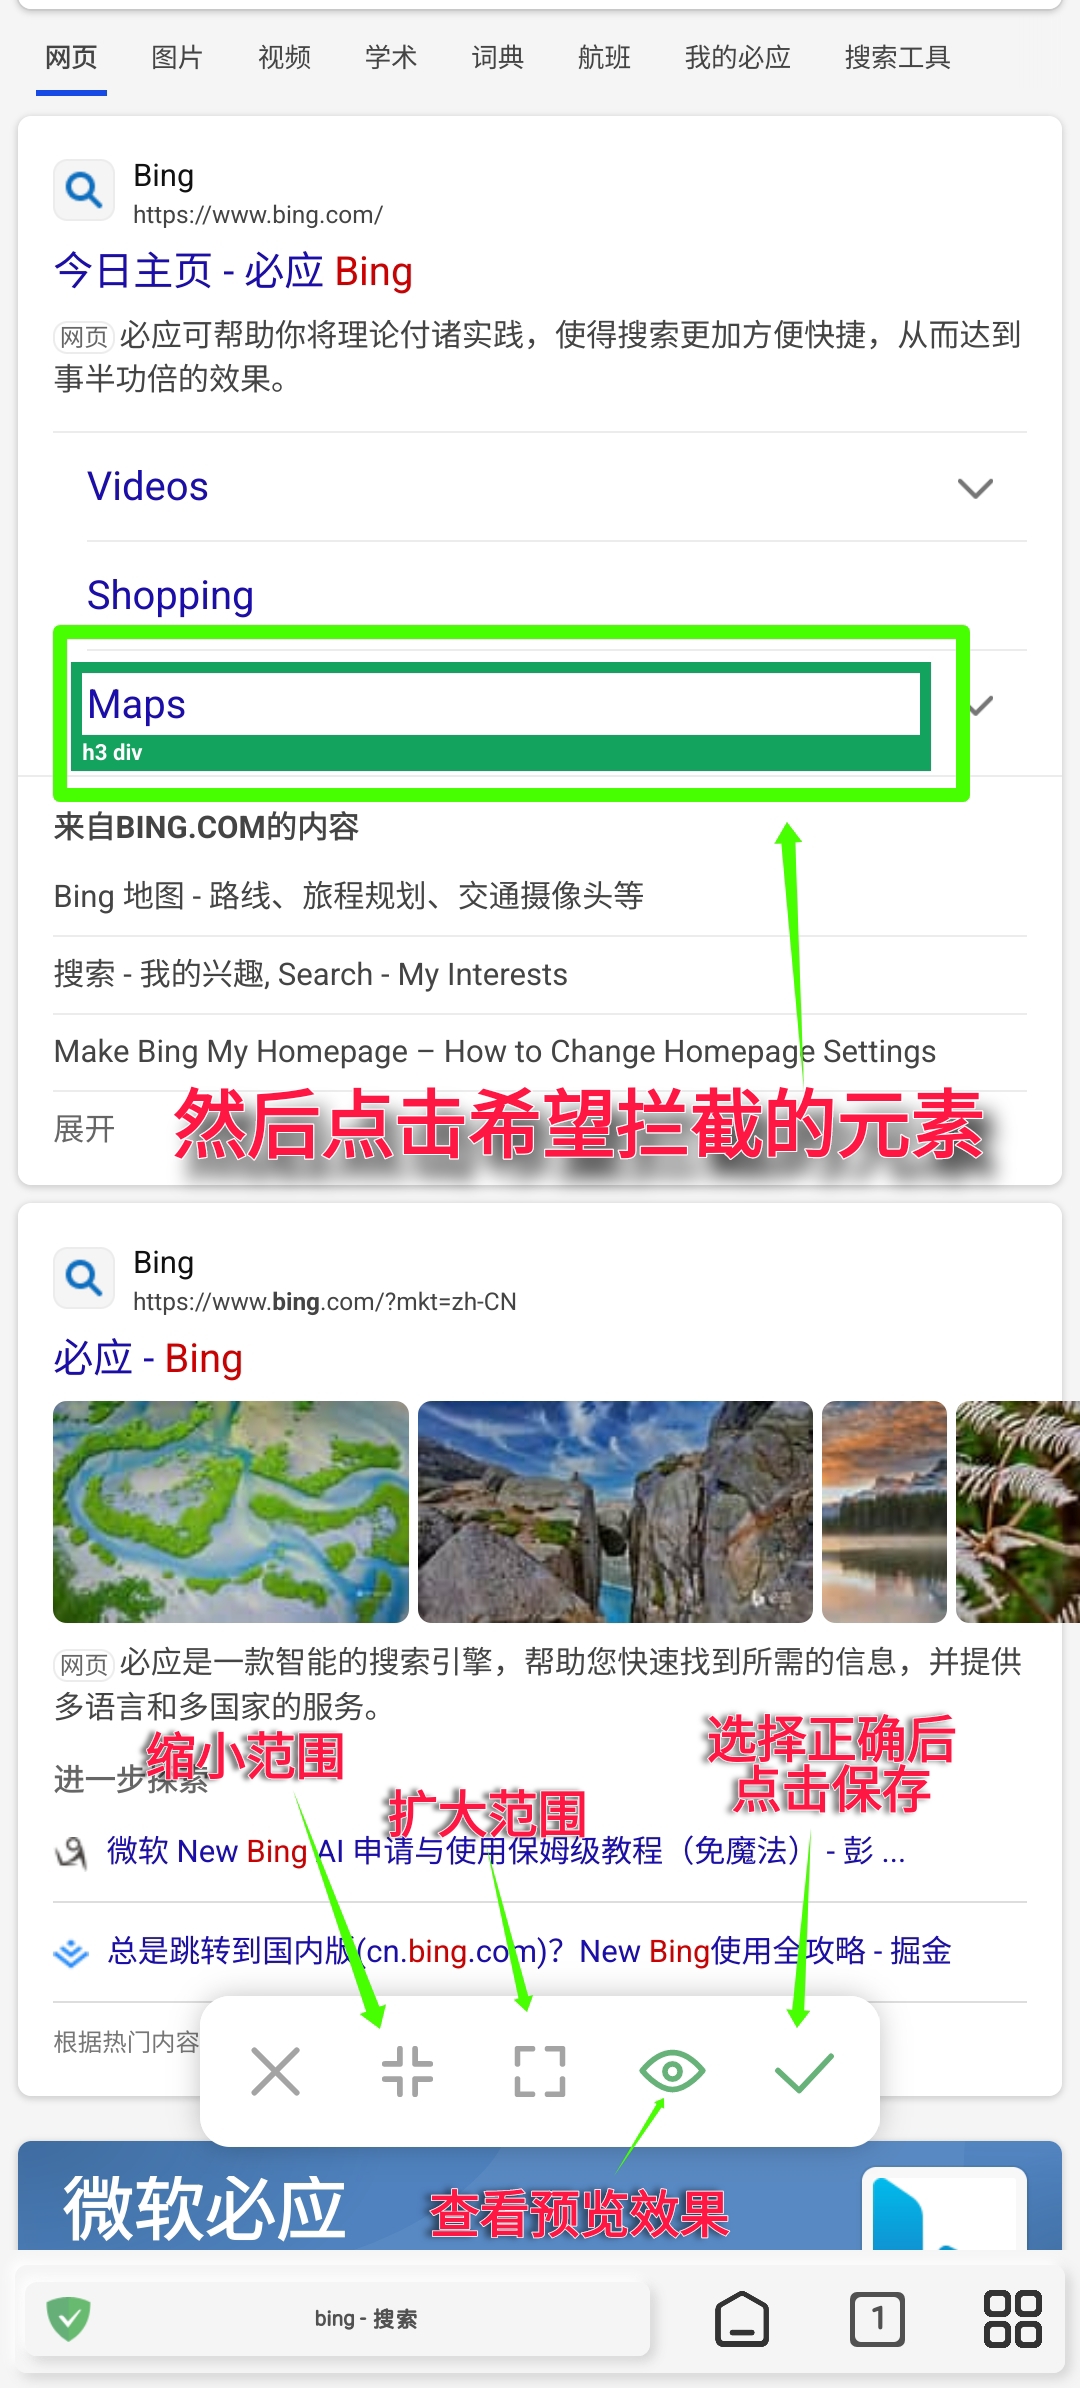 网页 图片 视频 学术 词典 航班 我的必应 搜索工具
Bing
https://www.bing.com/
今日主页 - 必应 Bing
网页 必应可帮助你将理论付诸实践，使得搜索更加方便快捷，从而达到
事半功倍的效果。
Videos
Shopping
Maps
h3 div
来自BING.COM的内容
Bing 地图 - 路线、旅程规划、交通摄像头等
搜索 - 我的兴趣, Search - My Interests
Make Bing My Homepage – How to Change Homepage Settings
展开
然后点击希望拦截的元素
Bing
https://www.bing.com/?mkt=zh-CN
必应 - Bing
网页 必应是一款智能的搜索引擎，帮助您快速找到所需的信息，并提供
多语言和多国家的服务。
选择正确后
点击保存
缩小范围
进一步探索
扩大范围
微软 New Bing AI 申请与使用保姆级教程（免魔法） - 彭 ...
总是跳转到国内版(cn.bing.com)？New Bing使用全攻略 - 掘金
根据热门内容
微软必应
查看预览效果
bing - 搜索
1